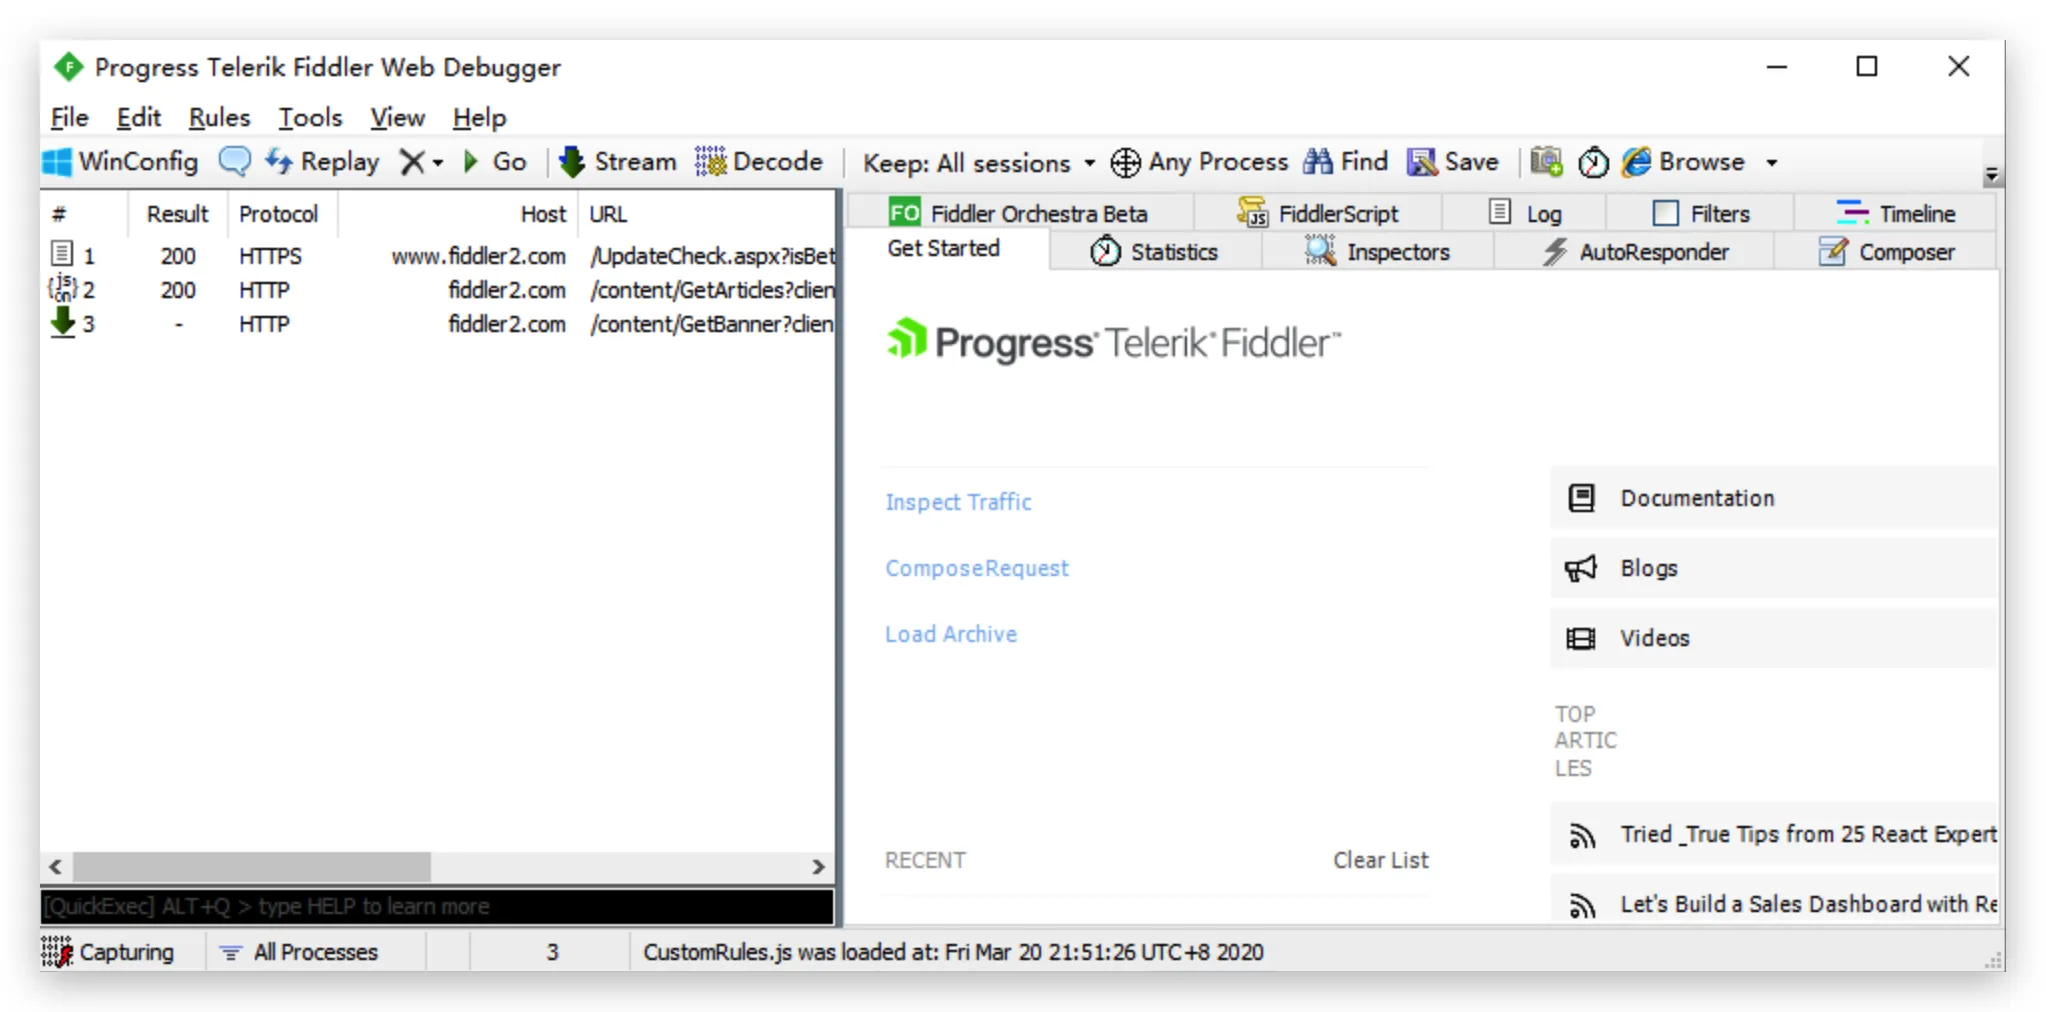 Progress Telerik Fiddler Web Debugger
File Edit Rules Tools View Help
WinConfig Replay Go Stream Decode Keep: All sessions Any Process Find Save Browse
# Result Protocol Host URL
1 200 HTTPS www.fiddler2.com /UpdateCheck.aspx?isBet
2 200 HTTP fiddler2.com /content/GetArticles?clien
3 - HTTP fiddler2.com /content/GetBanner?clien
FO Fiddler Orchestra Beta FiddlerScript Log Filters Timeline
Get Started Statistics Inspectors AutoResponder Composer
Progress® Telerik® Fiddler™
Inspect Traffic
ComposeRequest
Load Archive
Documentation
Blogs
Videos
TOP
ARTIC
LES
Tried _True Tips from 25 React Expert
Let's Build a Sales Dashboard with Re
RECENT Clear List
[QuickExec] ALT+Q > type HELP to learn more
Capturing All Processes 3 CustomRules.js was loaded at: Fri Mar 20 21:51:26 UTC+8 2020